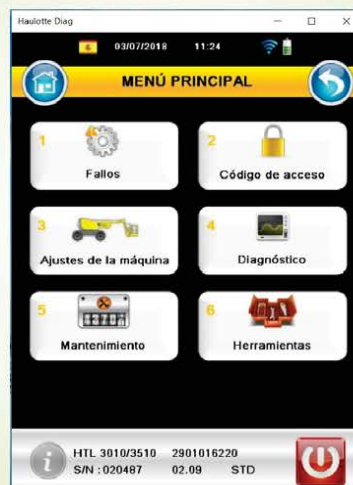 Haulotte Diag
03/07/2018 11:24
MENÚ PRINCIPAL
1 2
Fallos Código de acceso
3 4
Ajustes de la máquina Diagnóstico
5 6
Mantenimiento Herramientas
HTL 3010/3510 2901016220
S/N :020487 02.09 STD